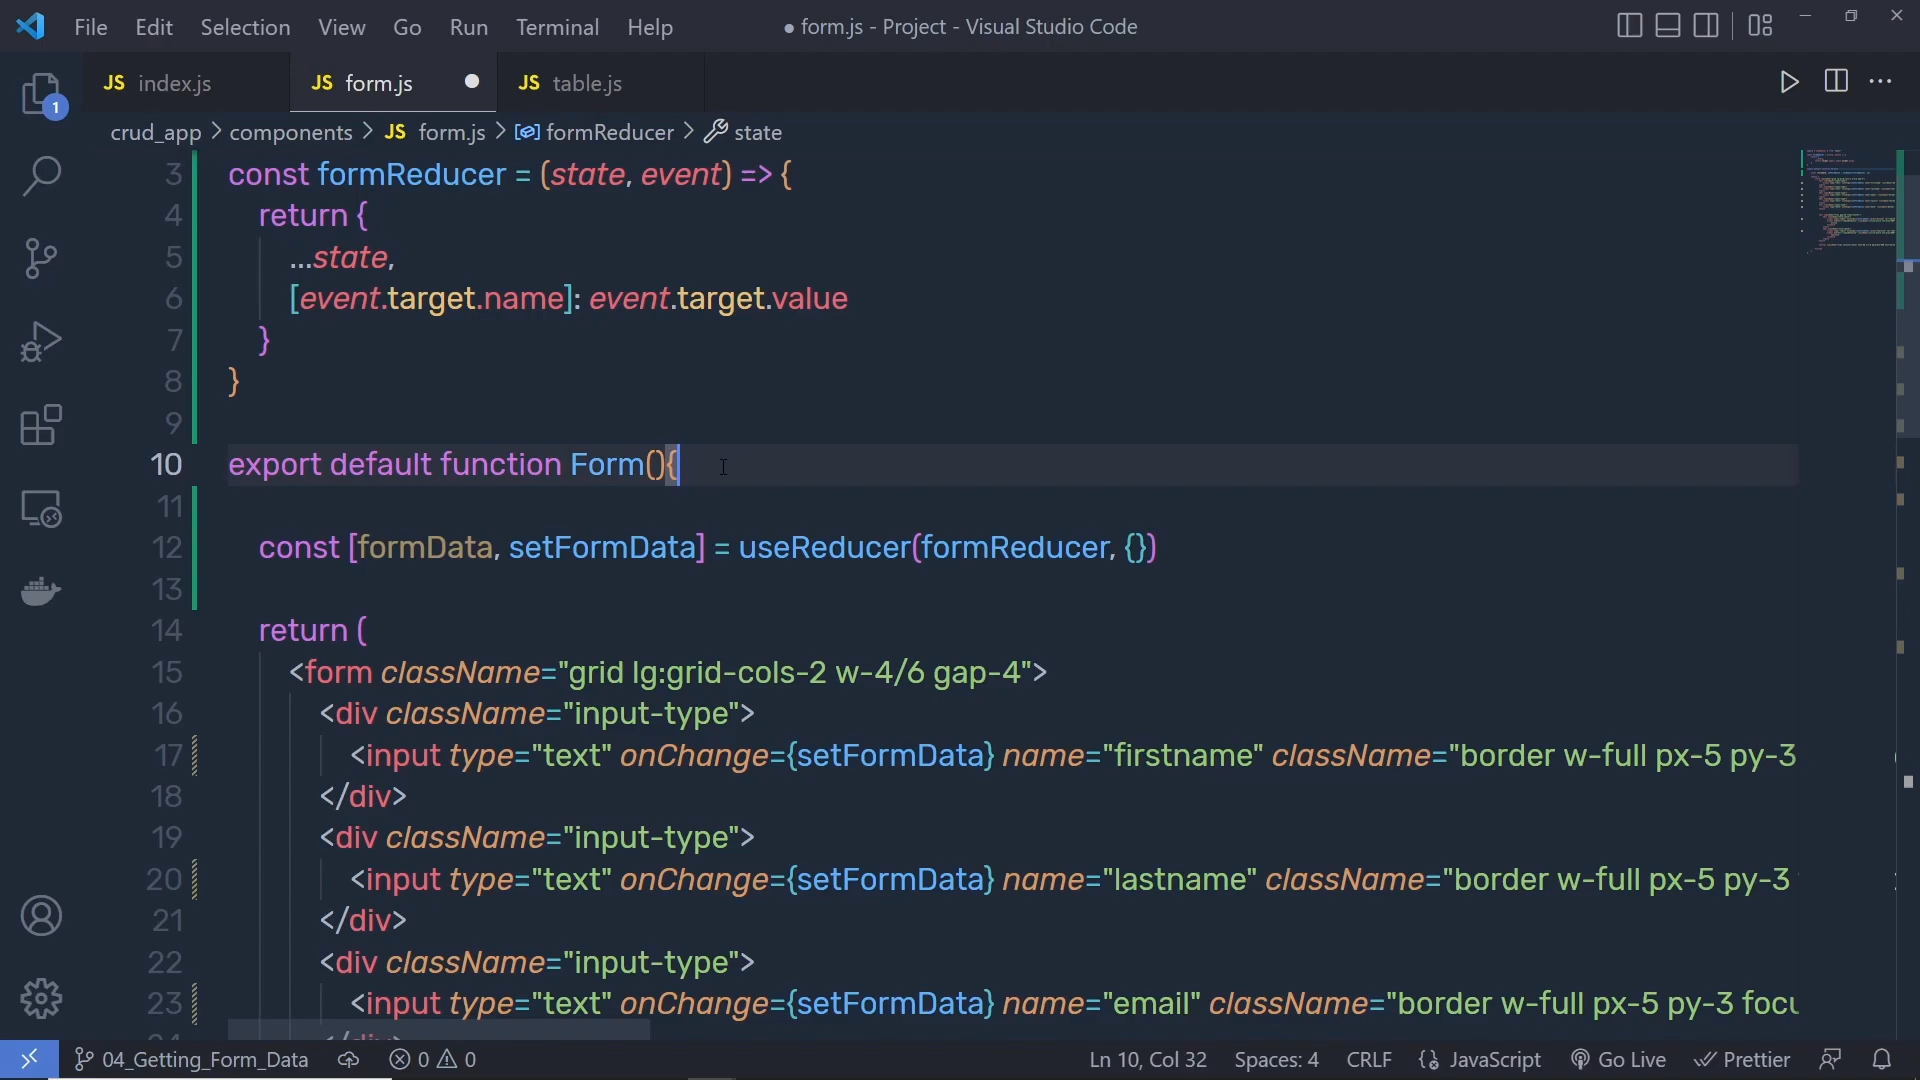 File Edit Selection View Go Run Terminal Help ● form.js - Project - Visual Studio Code
JS index.js JS form.js JS table.js
1
crud_app > components > JS form.js > formReducer > state
3 const formReducer = (state, event) => {
4 return {
5 ...state,
6 [event.target.name]: event.target.value
7 }
8 }
9
10 export default function Form(){
11
12 const [formData, setFormData] = useReducer(formReducer, {})
13
14 return (
15 <form className="grid lg:grid-cols-2 w-4/6 gap-4">
16 <div className="input-type">
17 <input type="text" onChange={setFormData} name="firstname" className="border w-full px-5 py-3
18 </div>
19 <div className="input-type">
20 <input type="text" onChange={setFormData} name="lastname" className="border w-full px-5 py-3
21 </div>
22 <div className="input-type">
23 <input type="text" onChange={setFormData} name="email" className="border w-full px-5 py-3 focu
04_Getting_Form_Data 0 0 Ln 10, Col 32 Spaces: 4 CRLF {} JavaScript Go Live Prettier